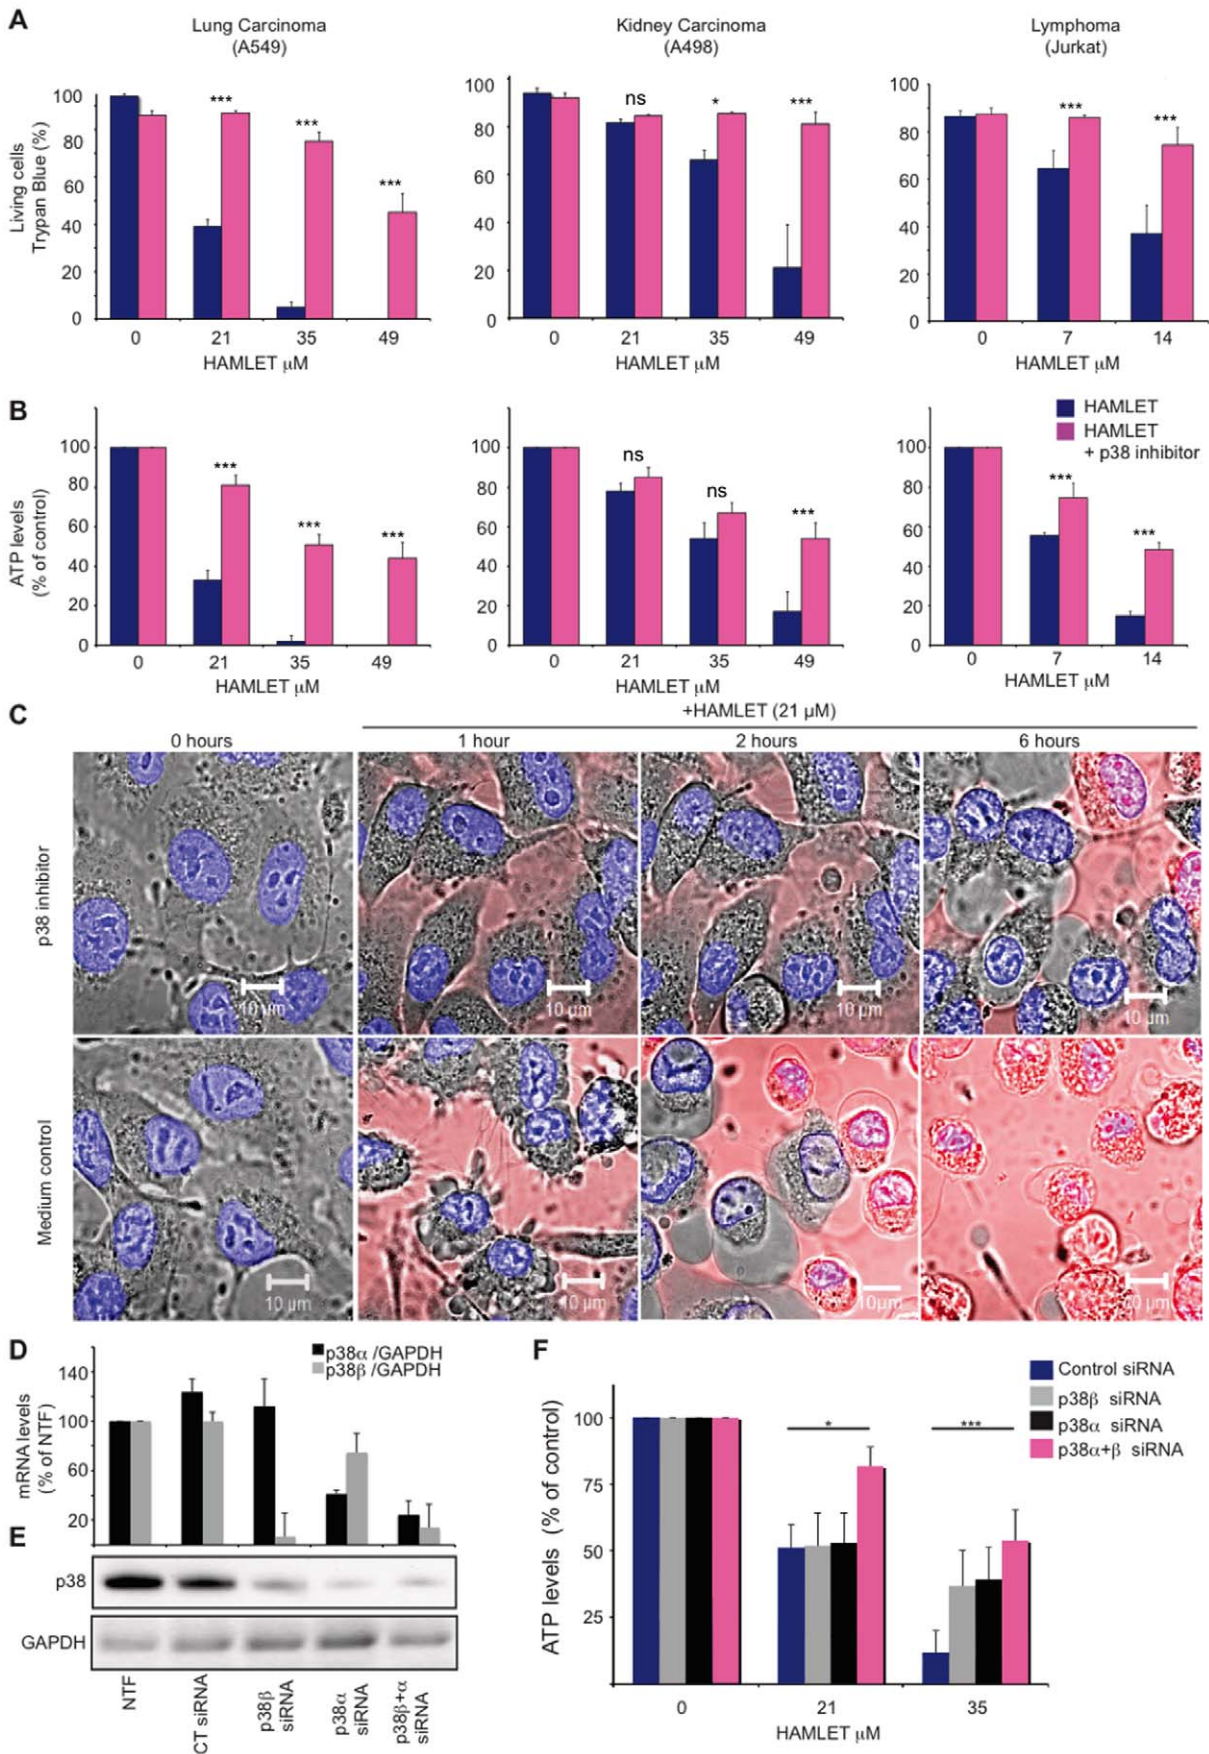 A
Lung Carcinoma
(A549)
Kidney Carcinoma
(A498)
Lymphoma
(Jurkat)
Living cells
Trypan Blue (%)
100
80
60
40
20
0
***
***
***
0 21 35 49
HAMLET μM
100
80
60
40
20
0
ns
*
***
0 21 35 49
HAMLET μM
100
80
60
40
20
0
***
***
0 7 14
HAMLET μM
B
ATP levels
(% of control)
100
80
60
40
20
0
***
***
***
0 21 35 49
HAMLET μM
100
80
60
40
20
0
ns
ns
***
0 21 35 49
HAMLET μM
HAMLET
HAMLET
+ p38 inhibitor
100
80
60
40
20
0
***
***
0 7 14
HAMLET μM
C
+HAMLET (21 μM)
0 hours 1 hour 2 hours 6 hours
p38 inhibitor
10 μm 10 μm 10 μm 10 μm
Medium control
10 μm 10 μm 10μm 10 μm
D
p38α /GAPDH
p38β /GAPDH
mRNA levels
(% of NTF)
140
100
60
20
E
p38
GAPDH
NTF
CT siRNA
p38β
siRNA
p38α
siRNA
p38β+α
siRNA
F
Control siRNA
p38β siRNA
p38α siRNA
p38α+β siRNA
ATP levels (% of control)
100
75
50
25
*
***
0 21 35
HAMLET μM